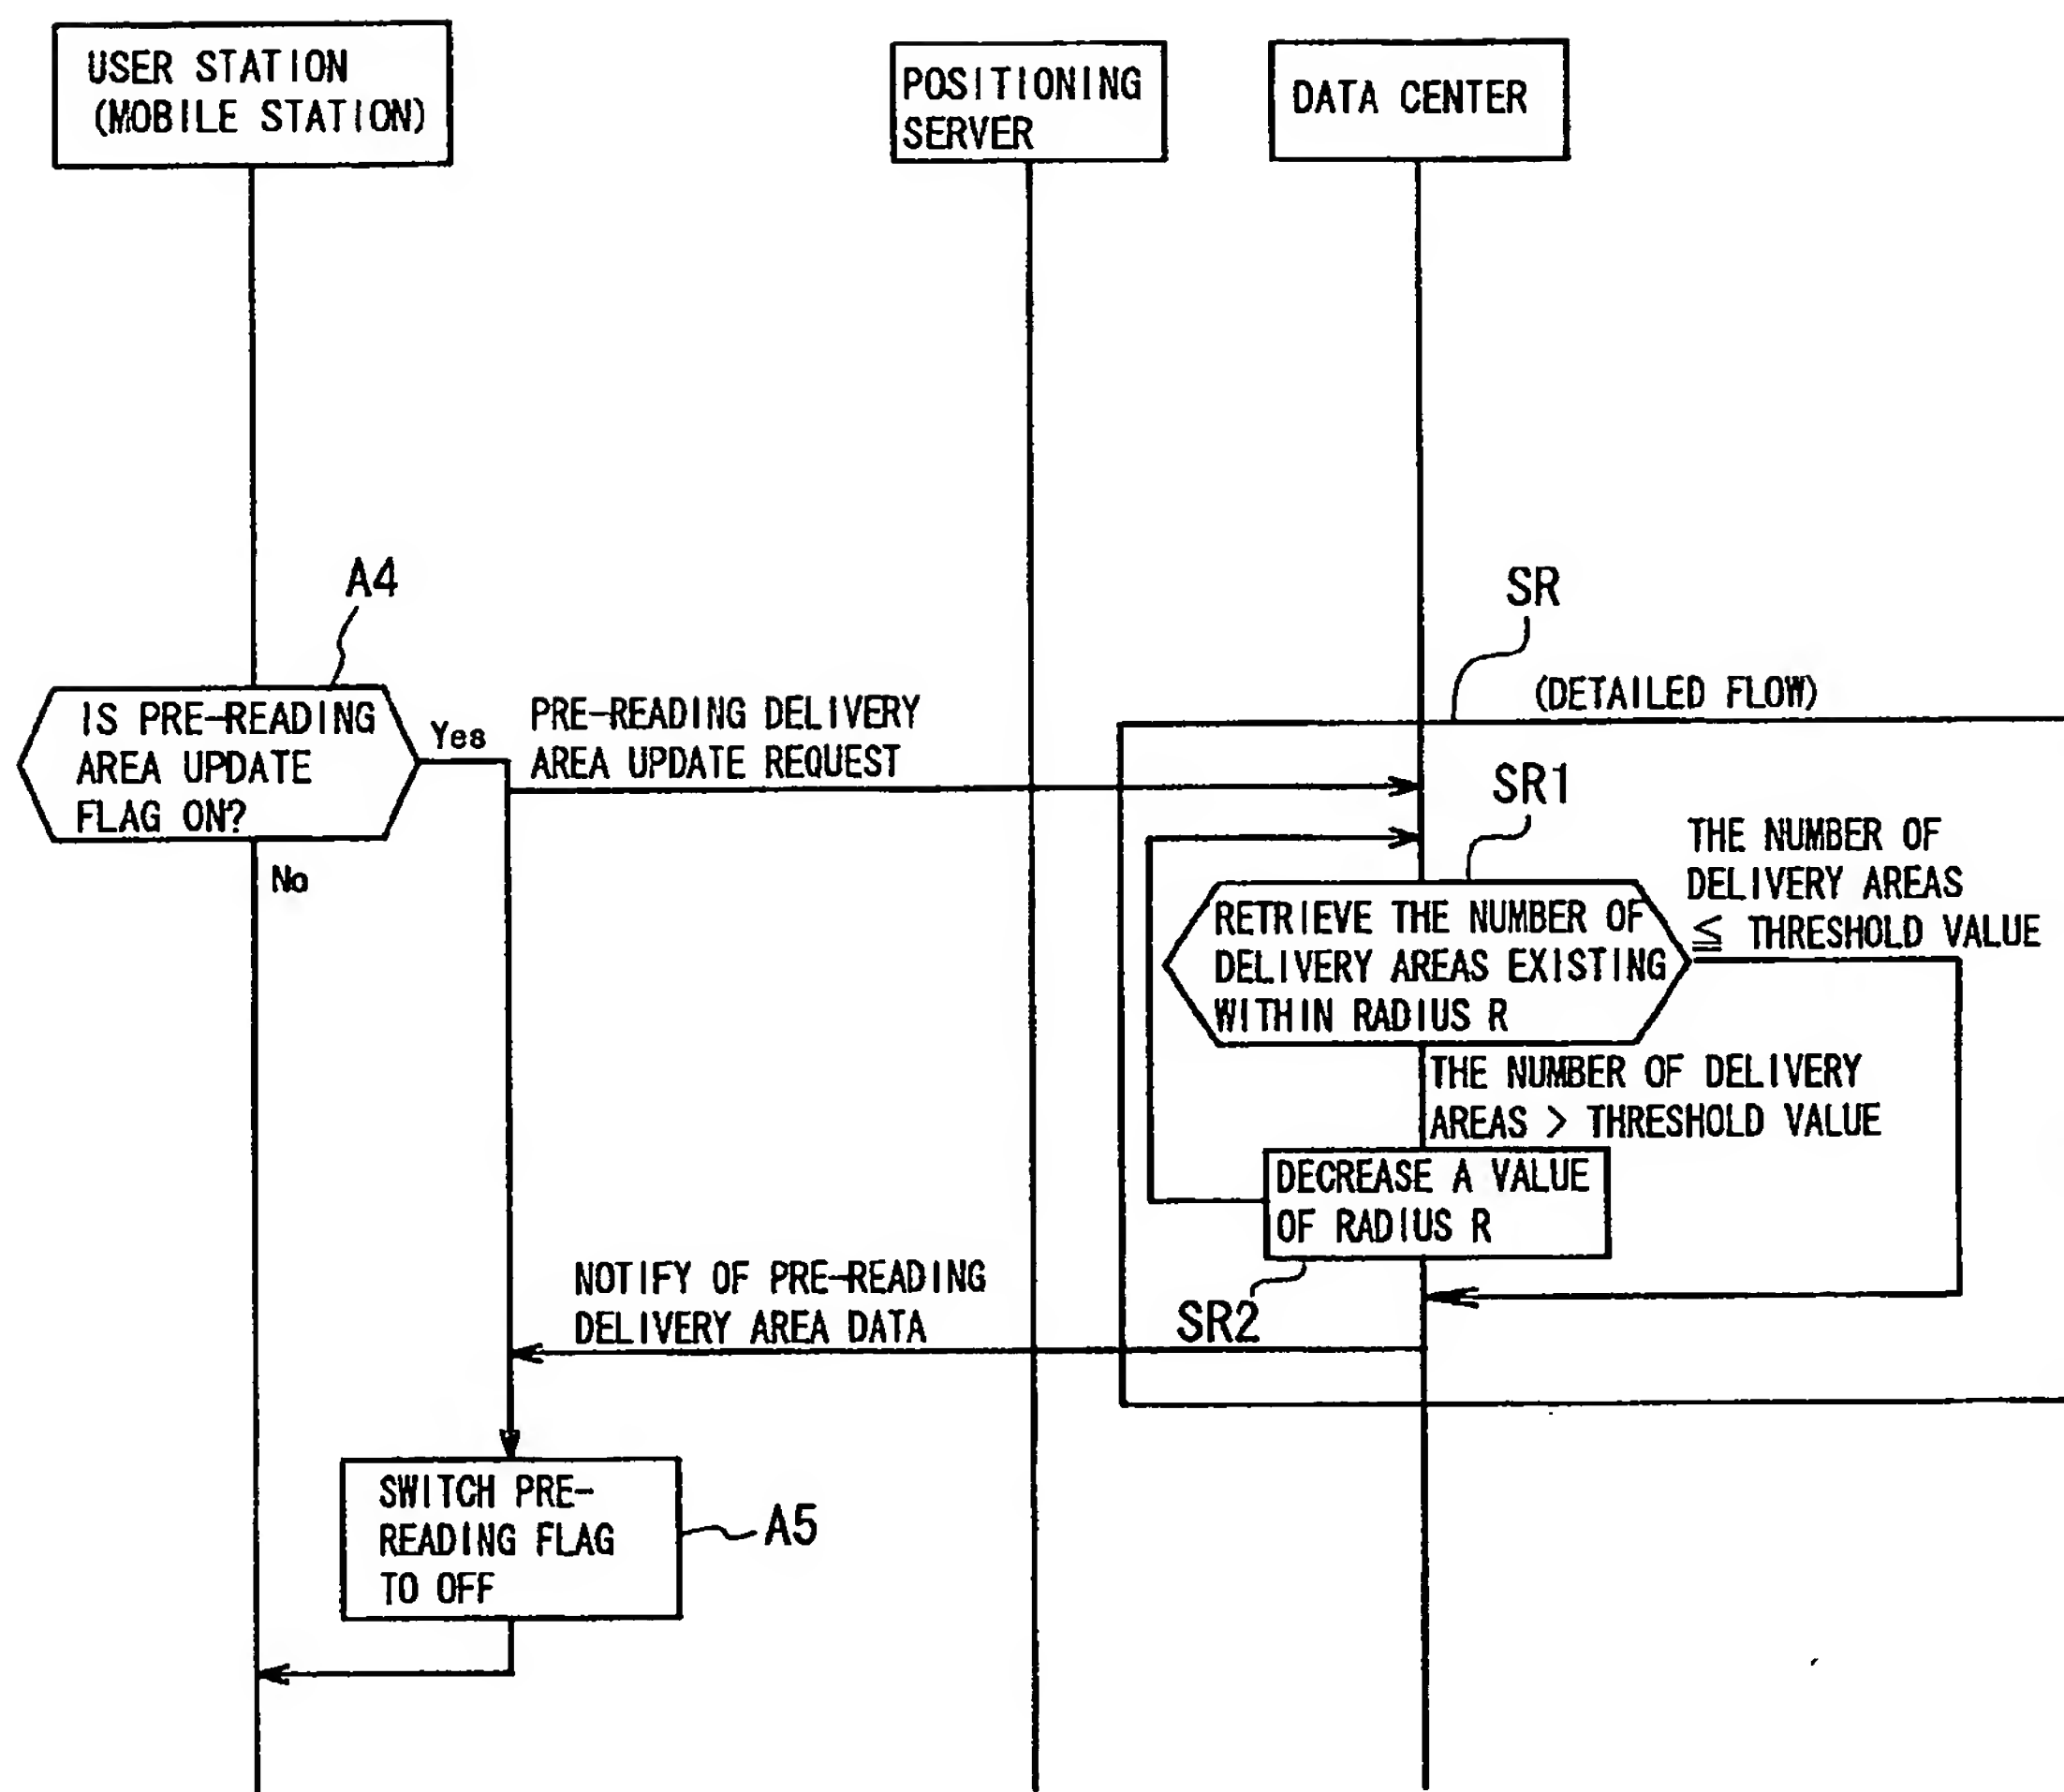 USER STATION
(MOBILE STATION)
POSITIONING
SERVER
DATA CENTER
A4
SR
(DETAILED FLOW)
IS PRE-READING
AREA UPDATE
FLAG ON?
Yes
No
PRE-READING DELIVERY
AREA UPDATE REQUEST
SR1
THE NUMBER OF
DELIVERY AREAS
≦ THRESHOLD VALUE
RETRIEVE THE NUMBER OF
DELIVERY AREAS EXISTING
WITHIN RADIUS R
THE NUMBER OF DELIVERY
AREAS > THRESHOLD VALUE
DECREASE A VALUE
OF RADIUS R
SR2
NOTIFY OF PRE-READING
DELIVERY AREA DATA
SWITCH PRE-
READING FLAG
TO OFF
A5